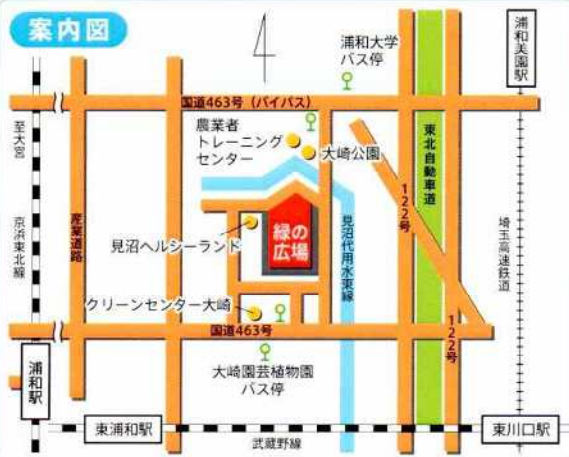 案内図
浦和大学
バス停
浦和美園駅
国道463号（バイパス）
農業者
トレーニング
センター
大崎公園
至大宮
京浜東北線
産業道路
見沼ヘルシーランド
緑の
広場
見沼代用水東線
122号
東北自動車道
埼玉高速鉄道
クリーンセンター大崎
国道463号
122号
大崎園芸植物園
バス停
浦和駅
東浦和駅
武蔵野線
東川口駅